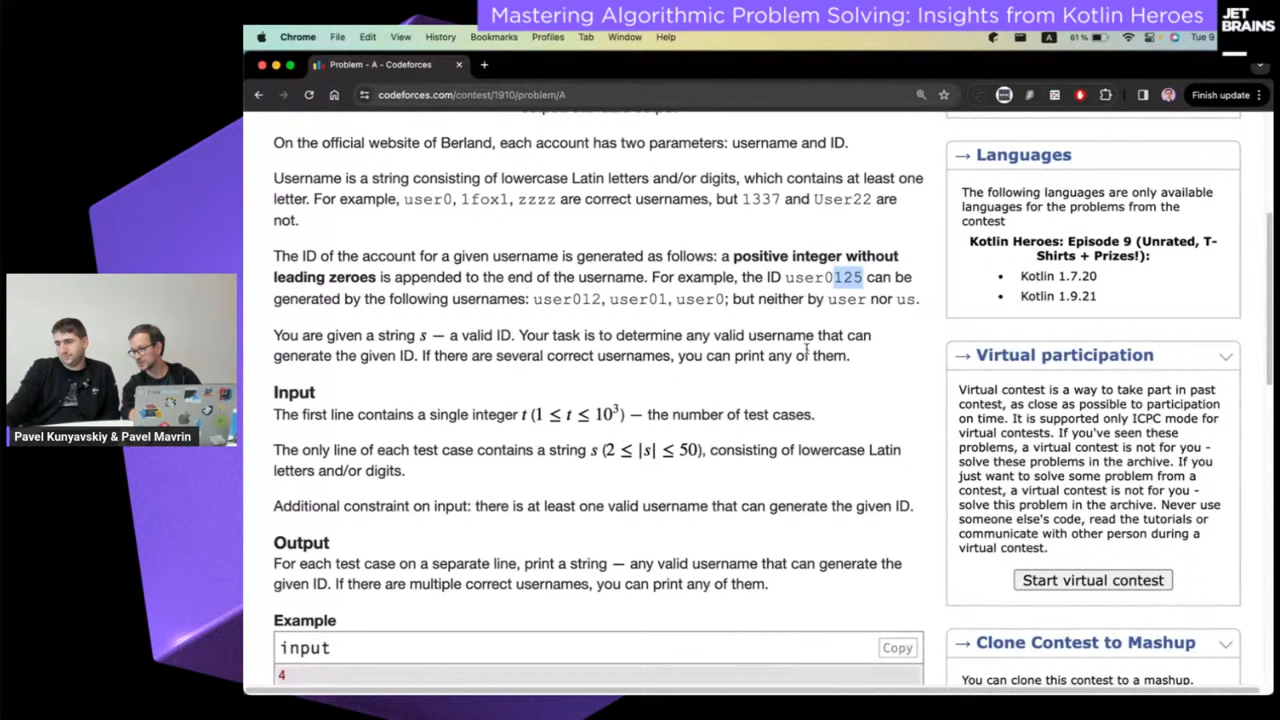 Mastering Algorithmic Problem Solving: Insights from Kotlin Heroes
JET
BRAINS
Chrome File Edit View History Bookmarks Profiles Tab Window Help
A 61% Tue 9
Problem - A - Codeforces
codeforces.com/contest/1910/problem/A
Finish update
On the official website of Berland, each account has two parameters: username and ID.
Username is a string consisting of lowercase Latin letters and/or digits, which contains at least one
letter. For example, user0, 1fox1, zzzz are correct usernames, but 1337 and User22 are
not.
The ID of the account for a given username is generated as follows: a positive integer without
leading zeroes is appended to the end of the username. For example, the ID user0125 can be
generated by the following usernames: user012, user01, user0; but neither by user nor us.
You are given a string s — a valid ID. Your task is to determine any valid username that can
generate the given ID. If there are several correct usernames, you can print any of them.
Input
The first line contains a single integer t (1 ≤ t ≤ 10³) — the number of test cases.
The only line of each test case contains a string s (2 ≤ |s| ≤ 50), consisting of lowercase Latin
letters and/or digits.
Additional constraint on input: there is at least one valid username that can generate the given ID.
Output
For each test case on a separate line, print a string — any valid username that can generate the
given ID. If there are multiple correct usernames, you can print any of them.
Example
input
Copy
4
→ Languages
The following languages are only available
languages for the problems from the
contest
Kotlin Heroes: Episode 9 (Unrated, T-
Shirts + Prizes!):
• Kotlin 1.7.20
• Kotlin 1.9.21
→ Virtual participation
Virtual contest is a way to take part in past
contest, as close as possible to participation
on time. It is supported only ICPC mode for
virtual contests. If you've seen these
problems, a virtual contest is not for you -
solve these problems in the archive. If you
just want to solve some problem from a
contest, a virtual contest is not for you -
solve this problem in the archive. Never use
someone else's code, read the tutorials or
communicate with other person during a
virtual contest.
Start virtual contest
→ Clone Contest to Mashup
You can clone this contest to a mashup.
Pavel Kunyavskiy & Pavel Mavrin